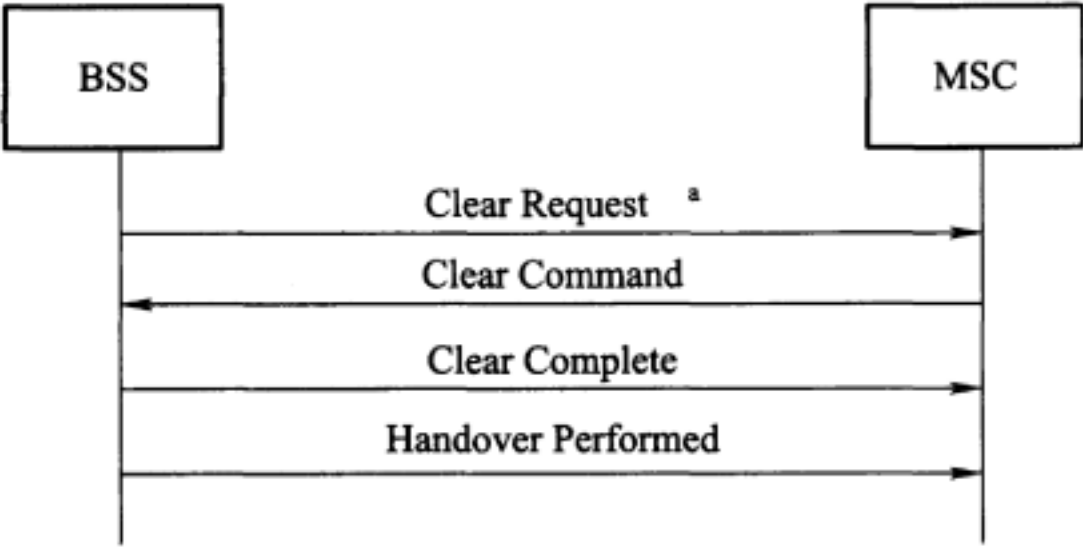 BSS
MSC
Clear Request a
Clear Command
Clear Complete
Handover Performed